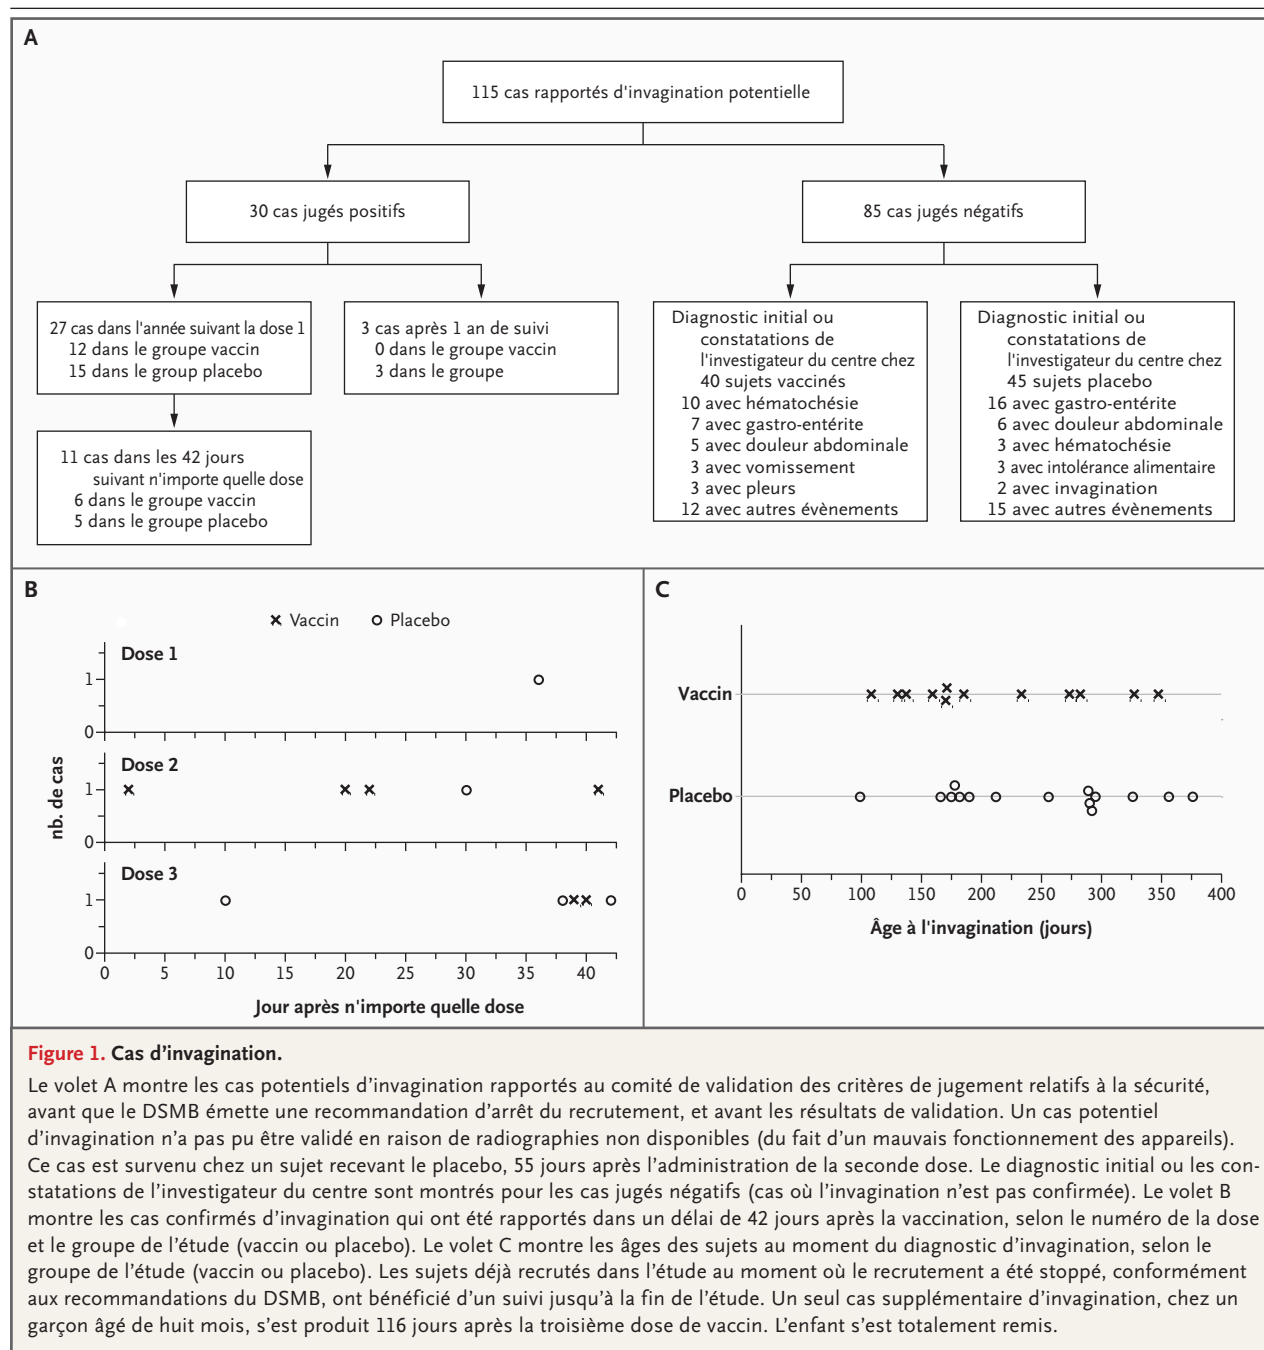 A
115 cas rapportés d'invagination potentielle
30 cas jugés positifs
85 cas jugés négatifs
27 cas dans l'année suivant la dose 1
12 dans le groupe vaccin
15 dans le group placebo
3 cas après 1 an de suivi
0 dans le groupe vaccin
3 dans le groupe
11 cas dans les 42 jours
suivant n'importe quelle dose
6 dans le groupe vaccin
5 dans le groupe placebo
Diagnostic initial ou
constatations de
l'investigateur du centre chez
40 sujets vaccinés
10 avec hématochésie
7 avec gastro-entérite
5 avec douleur abdominale
3 avec vomissement
3 avec pleurs
12 avec autres évènements
Diagnostic initial ou
constatations de
l'investigateur du centre chez
45 sujets placebo
16 avec gastro-entérite
6 avec douleur abdominale
3 avec hématochésie
3 avec intolérance alimentaire
2 avec invagination
15 avec autres évènements
B
Vaccin Placebo
Dose 1
1
0
Dose 2
1
0
Dose 3
1
0
nb. de cas
0 5 10 15 20 25 30 35 40
Jour après n'importe quelle dose
C
Vaccin
Placebo
0 50 100 150 200 250 300 350 400
Âge à l'invagination (jours)
Figure 1. Cas d'invagination.
Le volet A montre les cas potentiels d'invagination rapportés au comité de validation des critères de jugement relatifs à la sécurité,
avant que le DSMB émette une recommandation d'arrêt du recrutement, et avant les résultats de validation. Un cas potentiel
d'invagination n'a pas pu être validé en raison de radiographies non disponibles (du fait d'un mauvais fonctionnement des appareils).
Ce cas est survenu chez un sujet recevant le placebo, 55 jours après l'administration de la seconde dose. Le diagnostic initial ou les con-
statations de l'investigateur du centre sont montrés pour les cas jugés négatifs (cas où l'invagination n'est pas confirmée). Le volet B
montre les cas confirmés d'invagination qui ont été rapportés dans un délai de 42 jours après la vaccination, selon le numéro de la dose
et le groupe de l'étude (vaccin ou placebo). Le volet C montre les âges des sujets au moment du diagnostic d'invagination, selon le
groupe de l'étude (vaccin ou placebo). Les sujets déjà recrutés dans l'étude au moment où le recrutement a été stoppé, conformément
aux recommandations du DSMB, ont bénéficié d'un suivi jusqu'à la fin de l'étude. Un seul cas supplémentaire d'invagination, chez un
garçon âgé de huit mois, s'est produit 116 jours après la troisième dose de vaccin. L'enfant s'est totalement remis.